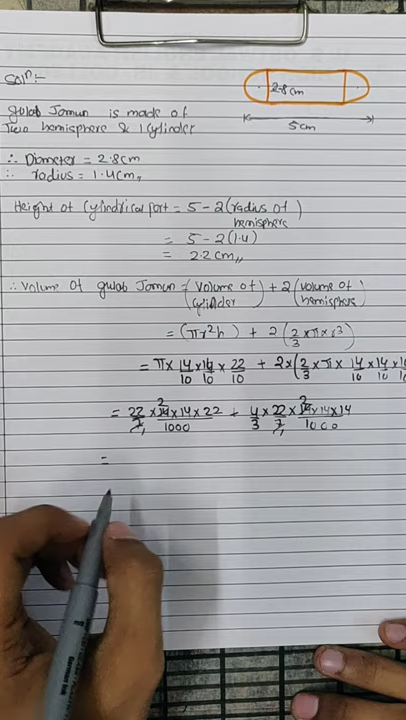 Soln:-
2.8cm
5cm
gulab Jamun is made of
Two hemisphere & 1 Cylinder
∴ Diameter = 2.8cm
∴ radius = 1.4cm,,
Height of Cylindrical part = 5 - 2(radius of hemisphere)
= 5 - 2(1.4)
= 2.2cm,,
∴ Volume of gulab Jamun = (Volume of cylinder) + 2(Volume of hemisphere)
= (πr²h) + 2(2/3 × π × r³)
= π × 14/10 × 14/10 × 22/10 + 2×(2/3 × π × 14/10 × 14/10 × 1
= 22/7 × 14×14×22/1000 + 4/3 × 22/7 × 14×14×14/1000
=